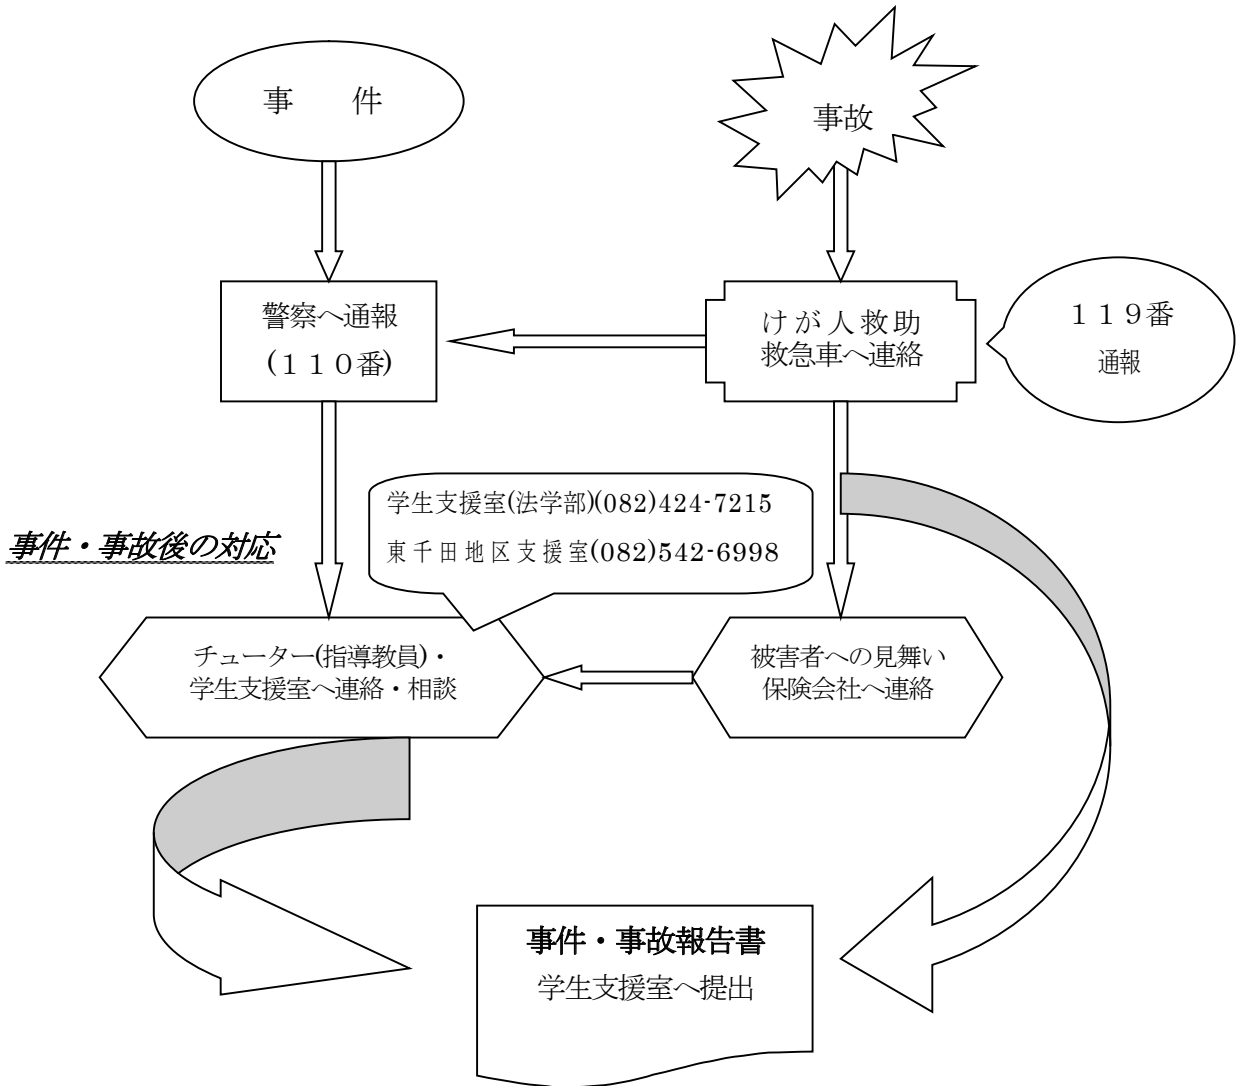 事　件
事故
警察へ通報
(１１０番)
けが人救助
救急車へ連絡
１１９番
通報
学生支援室(法学部)(082)424-7215
東千田地区支援室(082)542-6998
事件・事故後の対応
チューター(指導教員)・
学生支援室へ連絡・相談
被害者への見舞い
保険会社へ連絡
事件・事故報告書
学生支援室へ提出